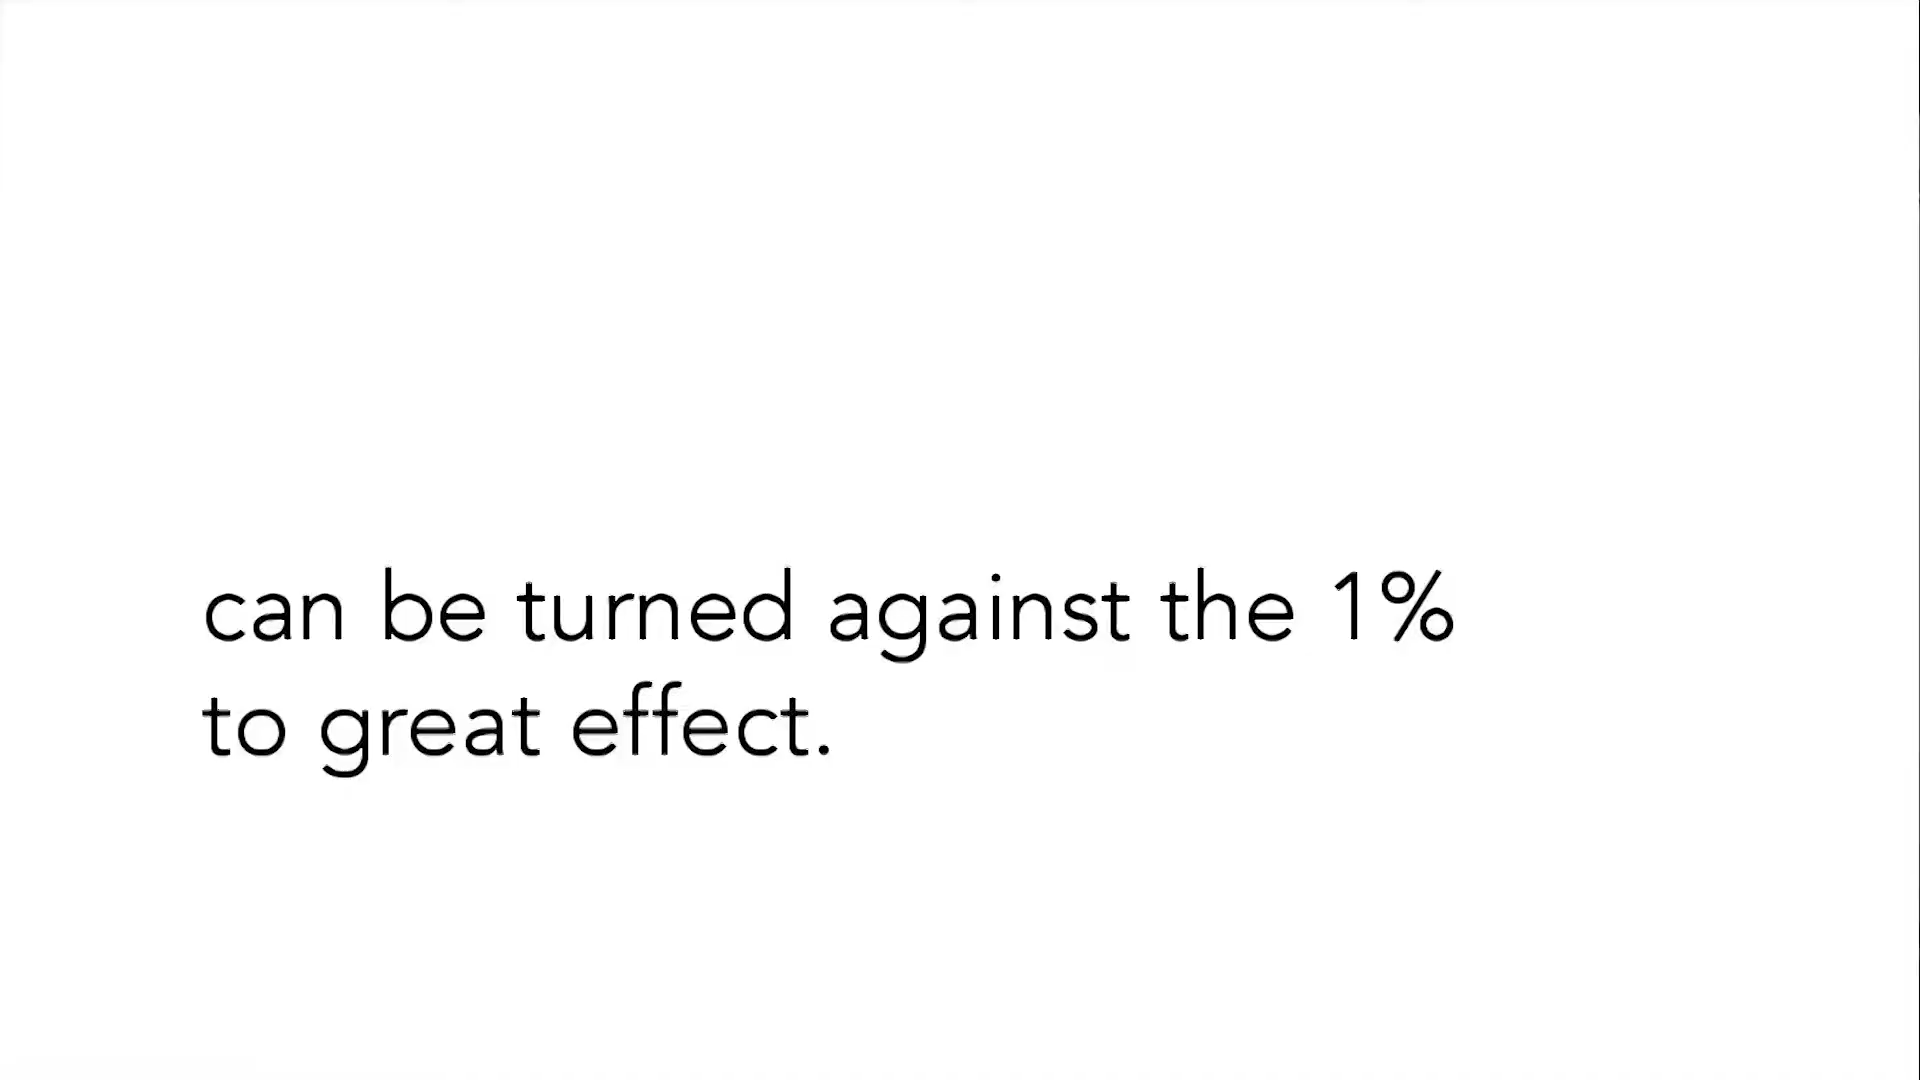 can be turned against the 1%
to great effect.